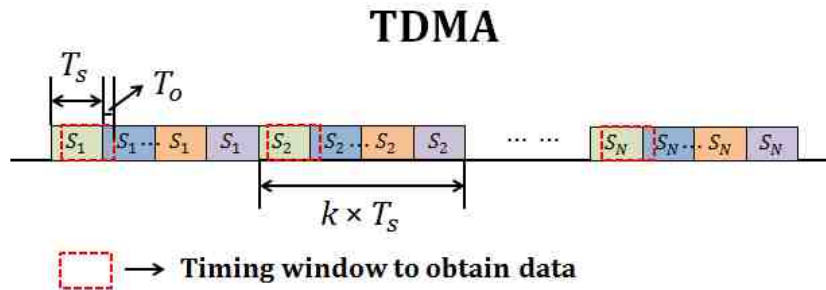 TDMA
T_s
T_o
S_1 S_1 ... S_1 S_1 S_2 S_2 ... S_2 S_2 ... ... S_N S_N ... S_N S_N
k × T_s
Timing window to obtain data